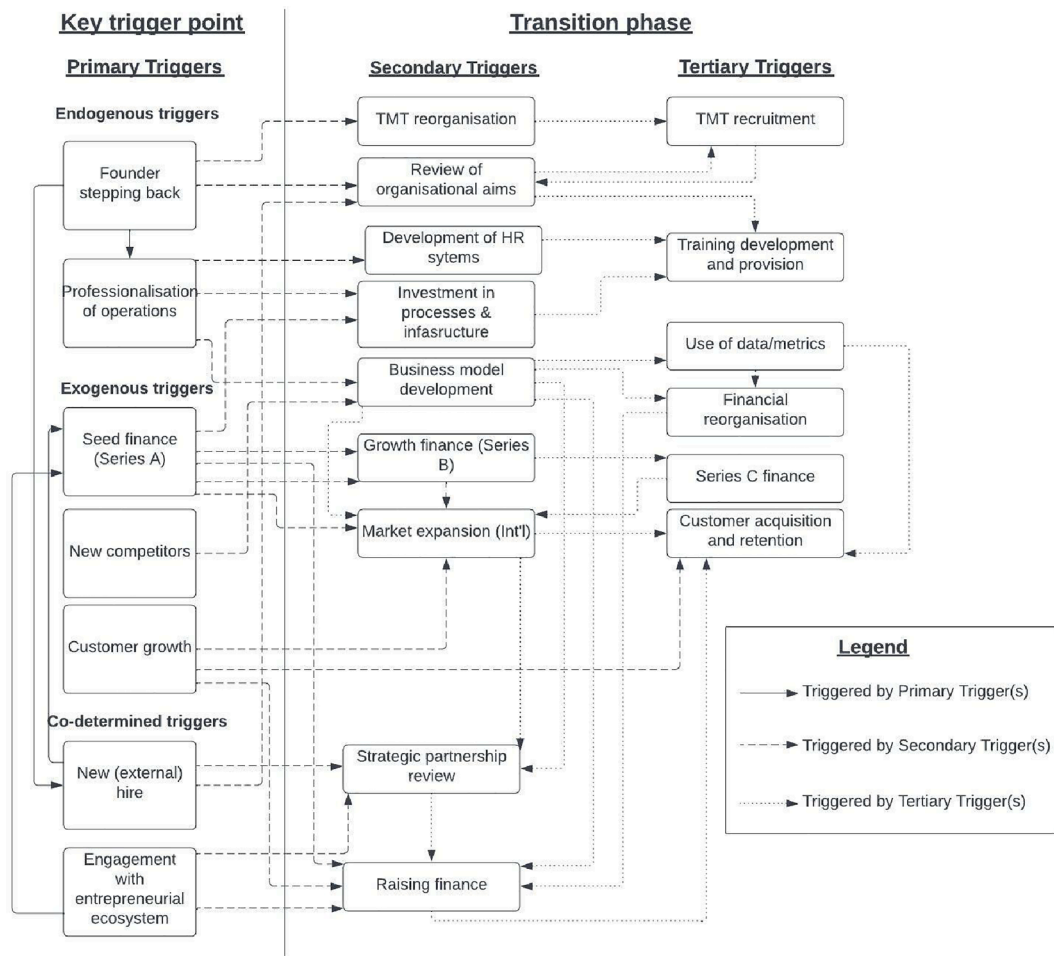 Key trigger point
Transition phase
Primary Triggers
Secondary Triggers
Tertiary Triggers
Endogenous triggers
Founder
stepping back
Professionalisation
of operations
Exogenous triggers
Seed finance
(Series A)
New competitors
Customer growth
Co-determined triggers
New (external)
hire
Engagement
with
entrepreneurial
ecosystem
TMT reorganisation
Review of
organisational aims
Development of HR
sytems
Investment in
processes &
infasructure
Business model
development
Growth finance (Series
B)
Market expansion (Int'l)
Strategic partnership
review
Raising finance
TMT recruitment
Training development
and provision
Use of data/metrics
Financial
reorganisation
Series C finance
Customer acquisition
and retention
Legend
Triggered by Primary Trigger(s)
Triggered by Secondary Trigger(s)
Triggered by Tertiary Trigger(s)